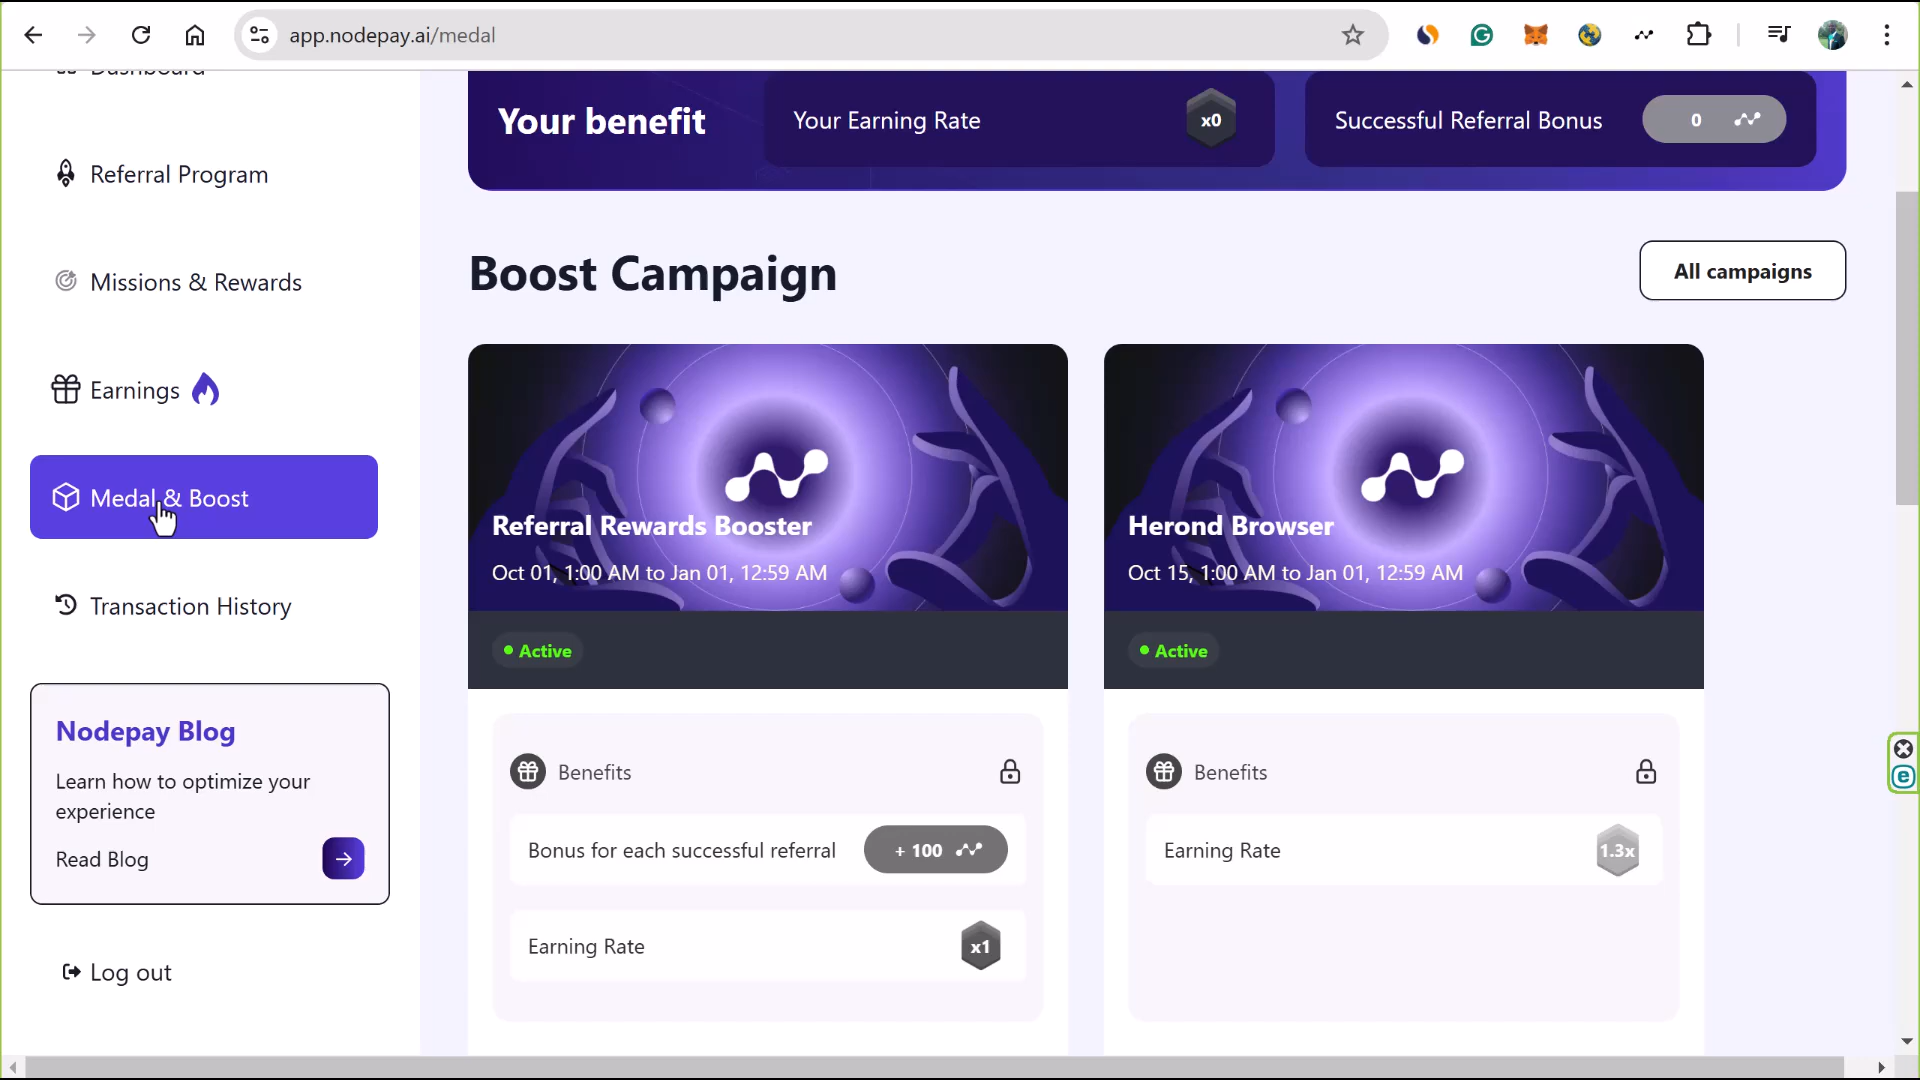 app.nodepay.ai/medal
Dashboard
Referral Program
Missions & Rewards
Earnings
Medal & Boost
Transaction History
Nodepay Blog
Learn how to optimize your
experience
Read Blog
Log out
Your benefit
Your Earning Rate
x0
Successful Referral Bonus
0
Boost Campaign
All campaigns
Referral Rewards Booster
Oct 01, 1:00 AM to Jan 01, 12:59 AM
Active
Benefits
Bonus for each successful referral
+ 100
Earning Rate
x1
Herond Browser
Oct 15, 1:00 AM to Jan 01, 12:59 AM
Active
Benefits
Earning Rate
1.3x